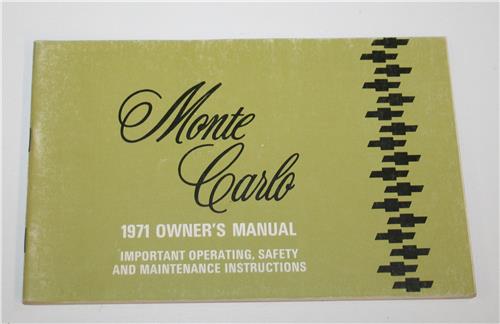 Monte
Carlo
1971 OWNER'S MANUAL
IMPORTANT OPERATING, SAFETY
AND MAINTENANCE INSTRUCTIONS